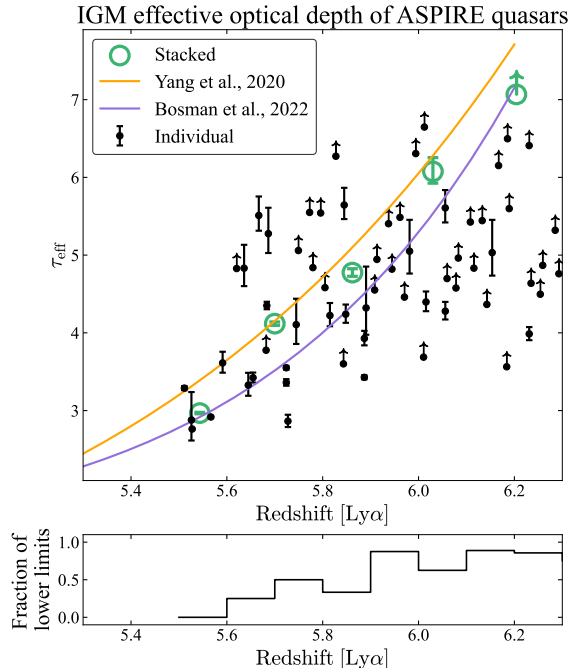 IGM effective optical depth of ASPIRE quasars
Stacked
Yang et al., 2020
Bosman et al., 2022
Individual
7
6
5
4
3
τeff
5.4 5.6 5.8 6.0 6.2
Redshift [Lyα]
Fraction of
lower limits
1.0
0.5
0.0
5.4 5.6 5.8 6.0 6.2
Redshift [Lyα]